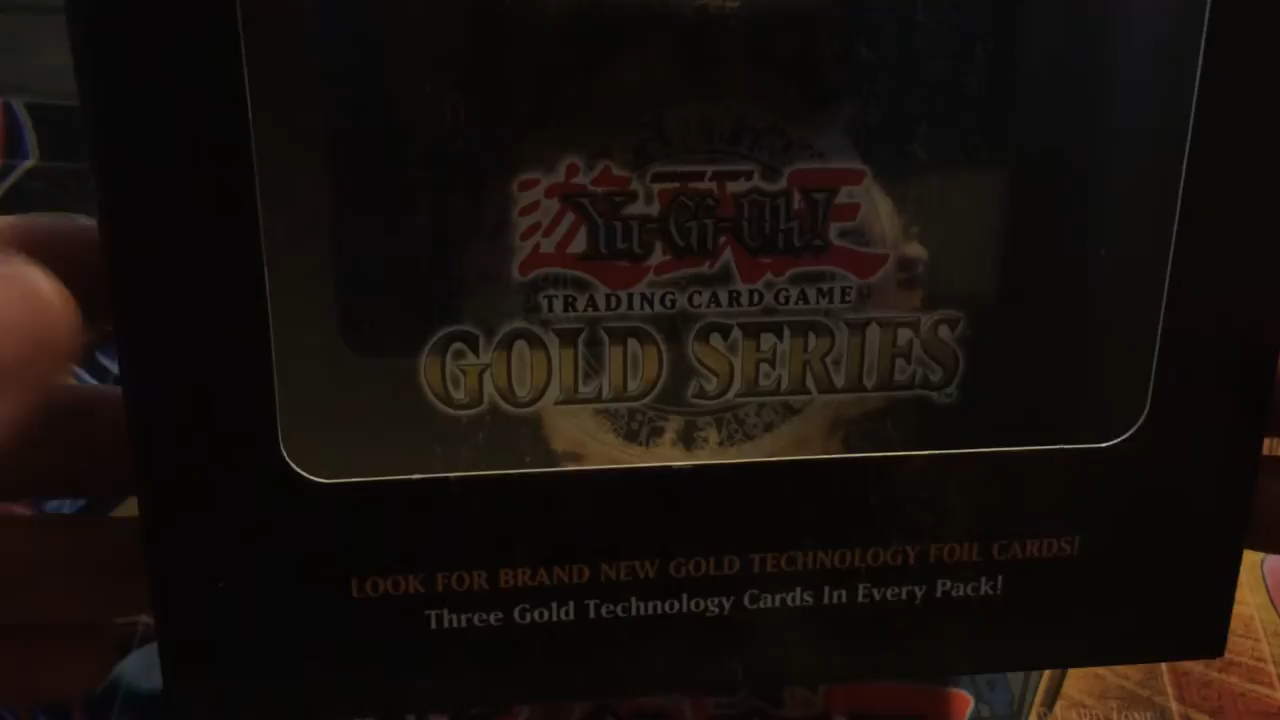 遊戯王
Yu-Gi-Oh!
TRADING CARD GAME
GOLD SERIES
LOOK FOR BRAND NEW GOLD TECHNOLOGY FOIL CARDS!
Three Gold Technology Cards In Every Pack!